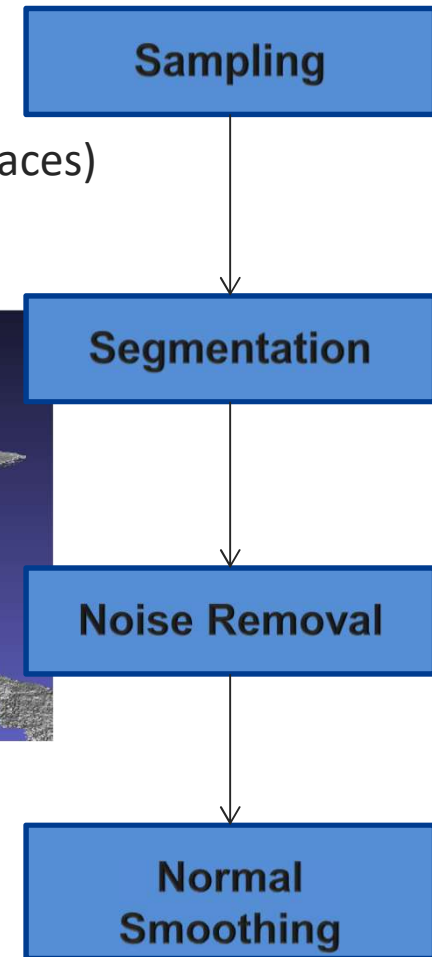 Sampling
aces)
Segmentation
Noise Removal
Normal
Smoothing